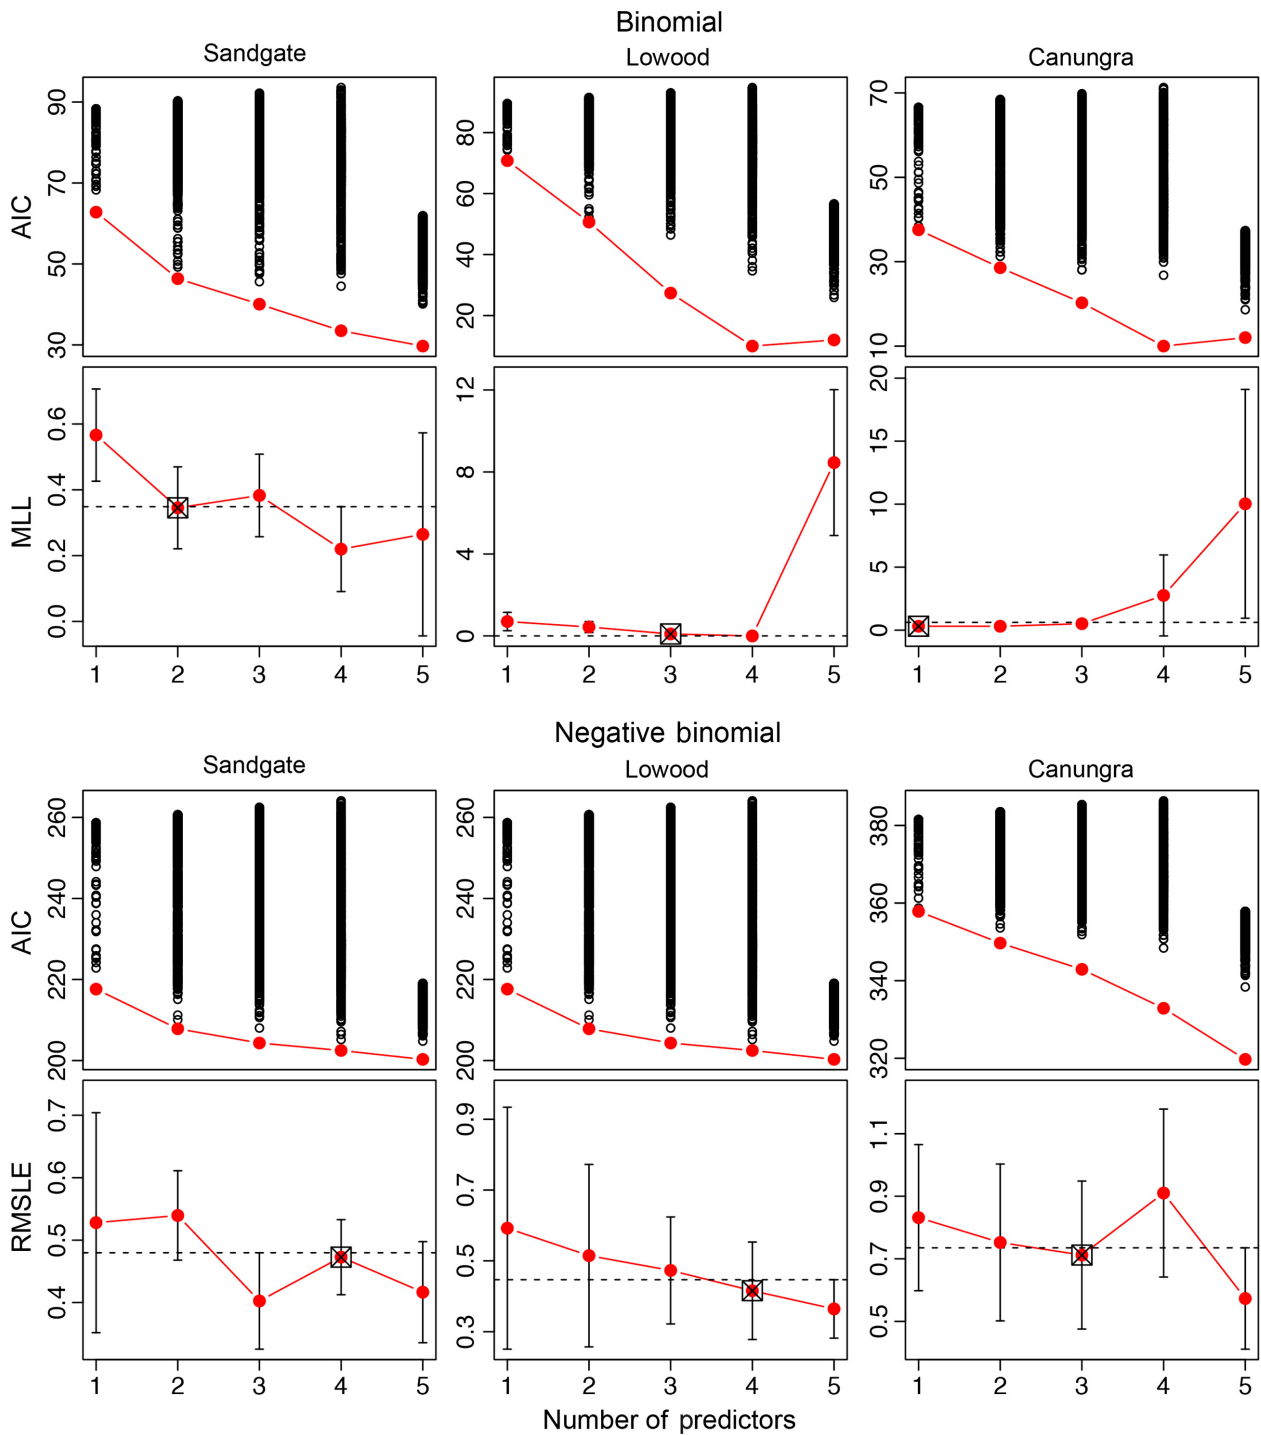 Binomial
Sandgate Lowood Canungra
AIC
30 50 70 90
20 40 60 80
10 30 50 70
MLL
0.0 0.2 0.4 0.6
0 4 8 12
0 5 10 15 20
1 2 3 4 5 1 2 3 4 5 1 2 3 4 5
Negative binomial
Sandgate Lowood Canungra
AIC
200 220 240 260
200 220 240 260
320 340 360 380
RMSLE
0.4 0.5 0.6 0.7
0.3 0.5 0.7 0.9
0.5 0.7 0.9 1.1
1 2 3 4 5 1 2 3 4 5 1 2 3 4 5
Number of predictors